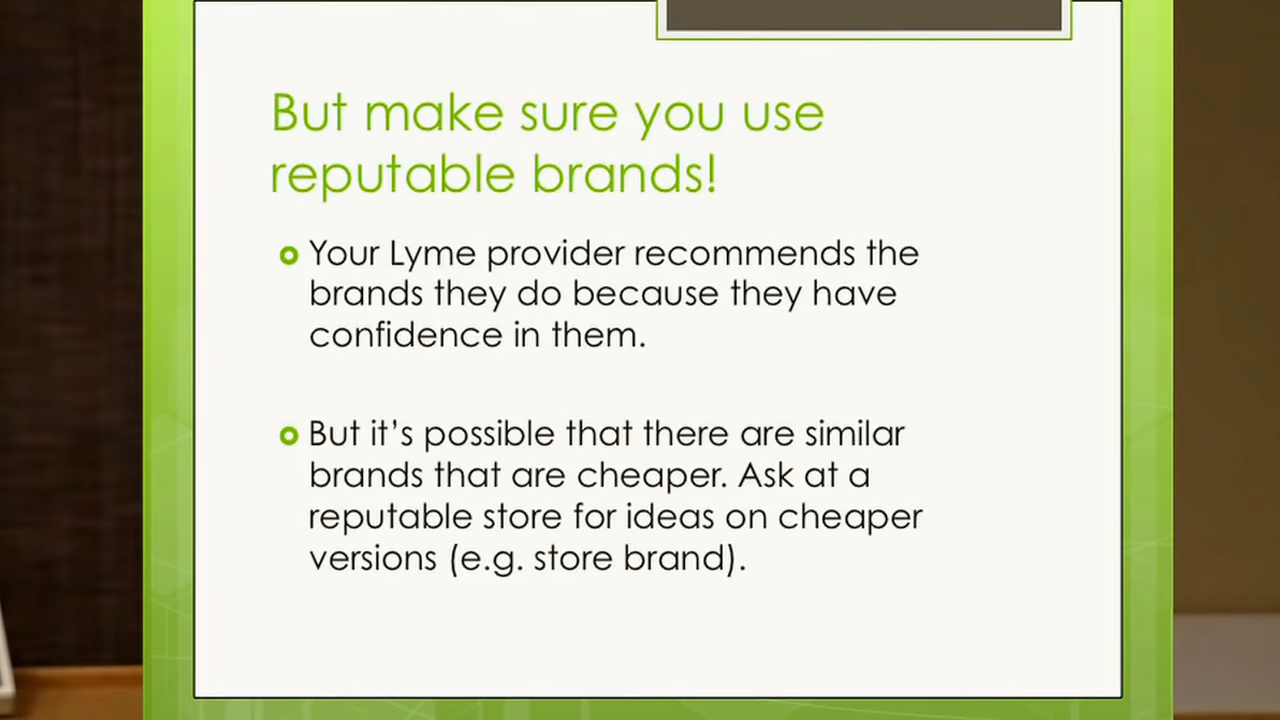 But make sure you use
reputable brands!
Your Lyme provider recommends the
brands they do because they have
confidence in them.
But it's possible that there are similar
brands that are cheaper. Ask at a
reputable store for ideas on cheaper
versions (e.g. store brand).